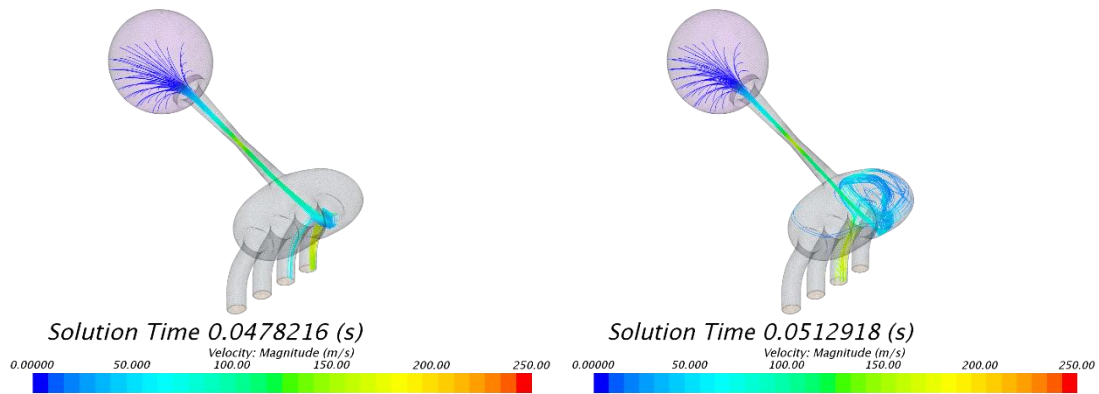 Solution Time 0.0478216 (s)
Velocity: Magnitude (m/s)
0.00000 50.000 100.00 150.00 200.00 250.00
Solution Time 0.0512918 (s)
Velocity: Magnitude (m/s)
0.00000 50.000 100.00 150.00 200.00 250.00